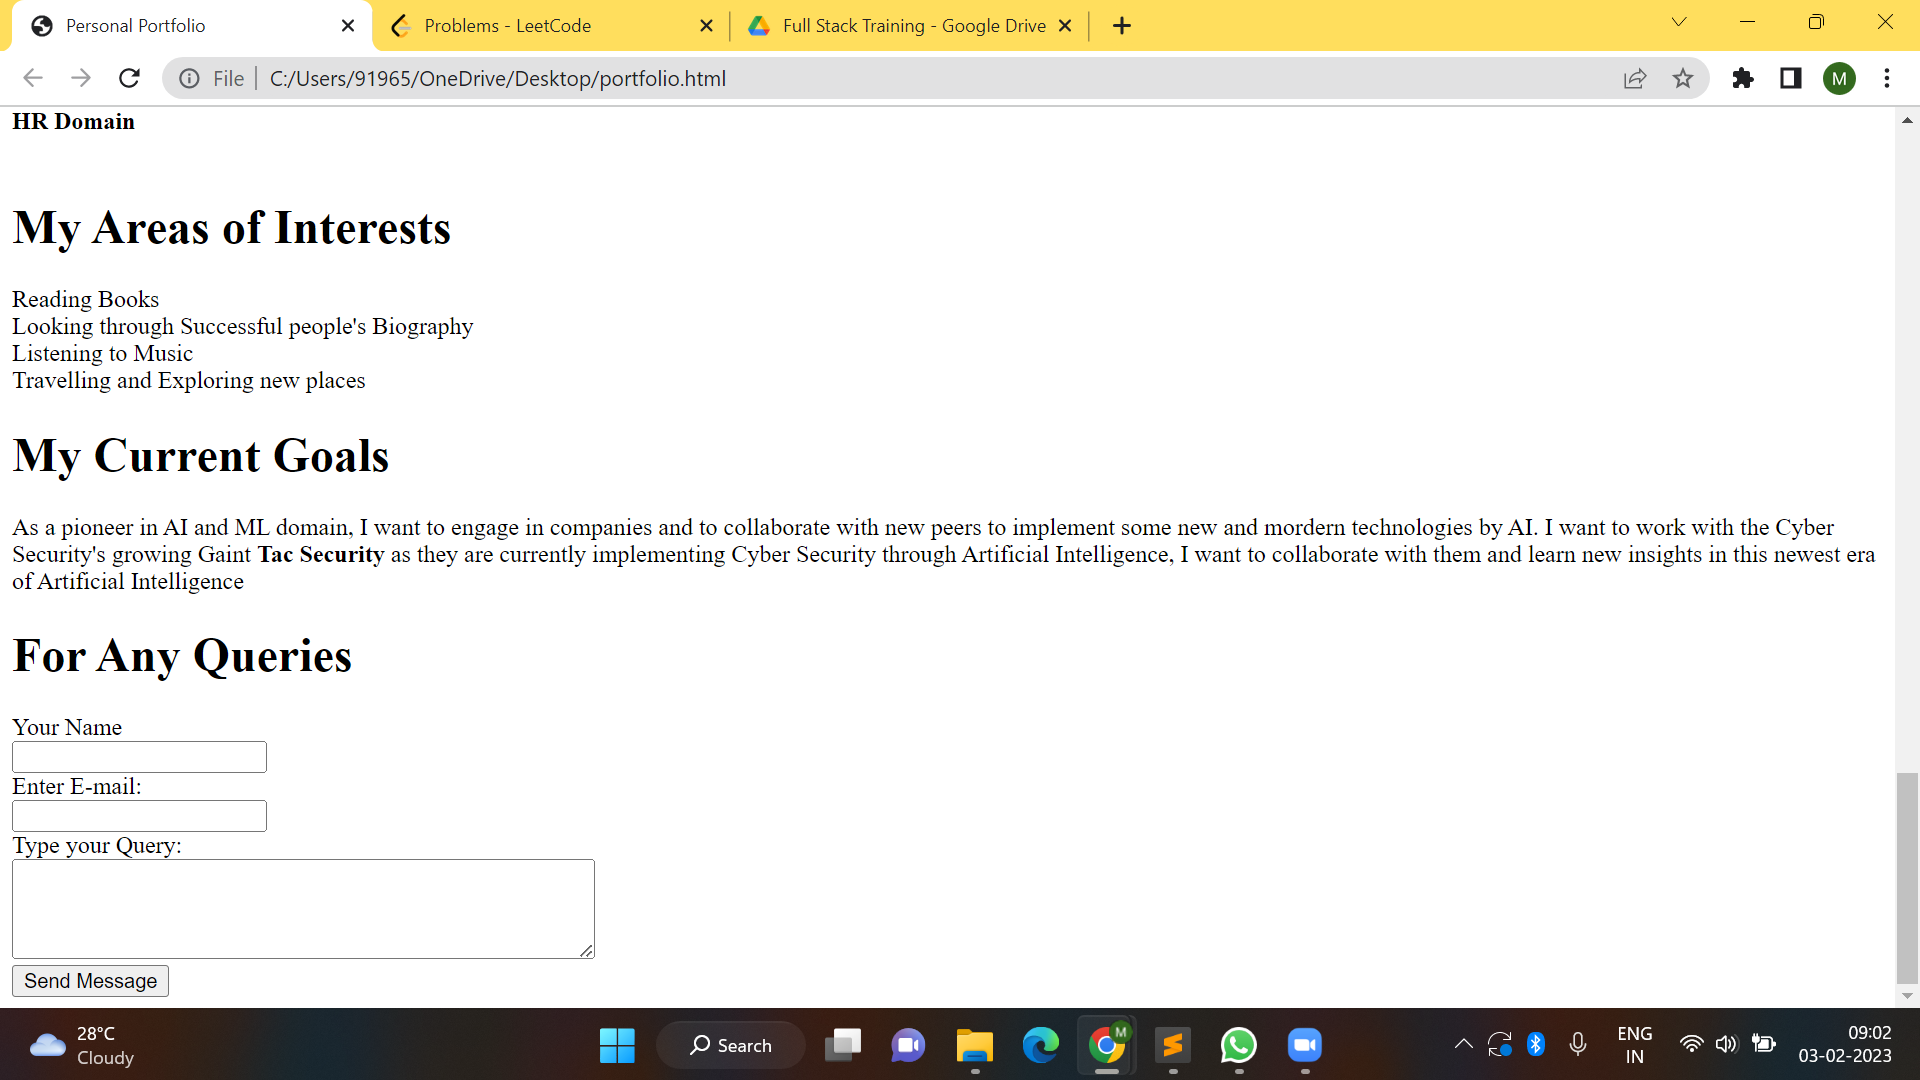 Personal Portfolio
Problems - LeetCode
Full Stack Training - Google Drive
File
C:/Users/91965/OneDrive/Desktop/portfolio.html
M
HR Domain
My Areas of Interests
Reading Books
Looking through Successful people's Biography
Listening to Music
Travelling and Exploring new places
My Current Goals
As a pioneer in AI and ML domain, I want to engage in companies and to collaborate with new peers to implement some new and mordern technologies by AI. I want to work with the Cyber
Security's growing Gaint Tac Security as they are currently implementing Cyber Security through Artificial Intelligence, I want to collaborate with them and learn new insights in this newest era
of Artificial Intelligence
For Any Queries
Your Name
Enter E-mail:
Type your Query:
Send Message
28°C
Cloudy
Search
M
ENG
IN
09:02
03-02-2023